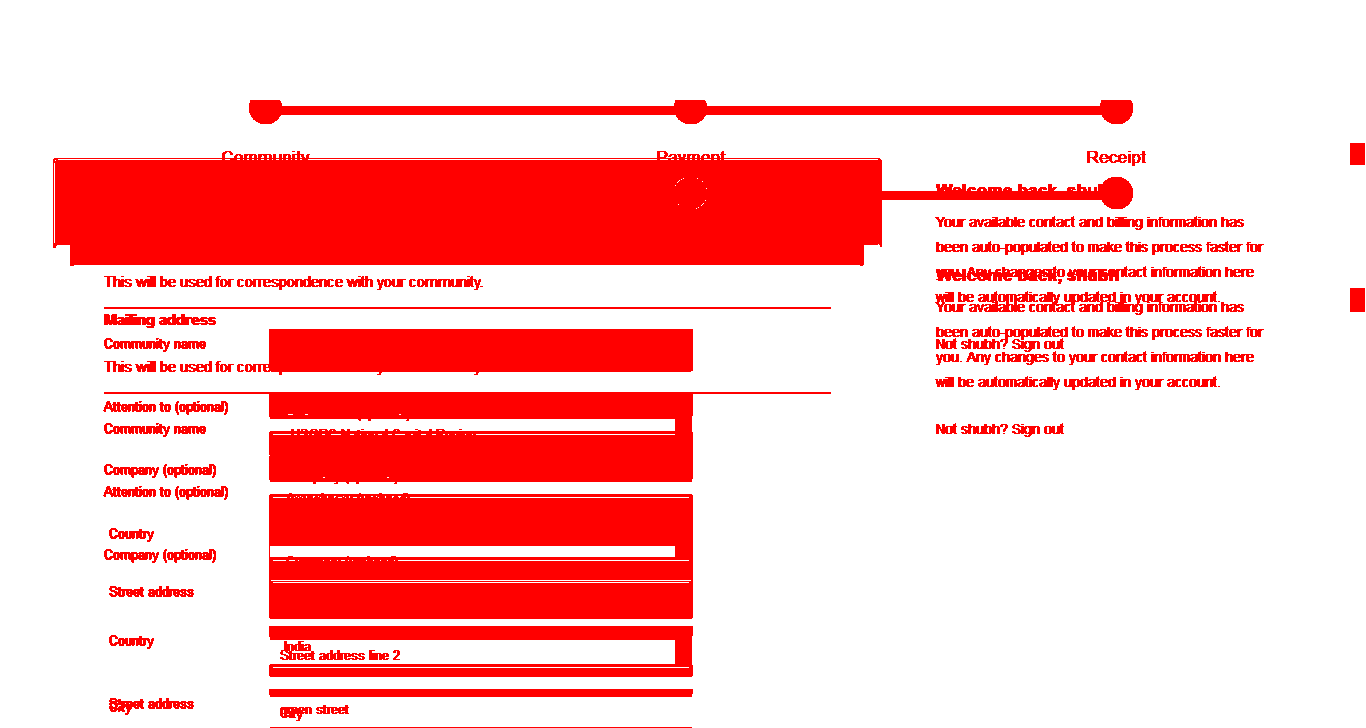 Community Payment Receipt
Welcome back, shubh
Your available contact and billing information has
been auto-populated to make this process faster for
you. Any changes to your contact information here
will be automatically updated in your account.
Not shubh? Sign out
Welcome back, shubh
Your available contact and billing information has
been auto-populated to make this process faster for
you. Any changes to your contact information here
will be automatically updated in your account.
Not shubh? Sign out
This will be used for correspondence with your community.
Mailing address
Community name
This will be used for
Attention to (optional)
Community name
Company (optional)
Attention to (optional)
Country
Company (optional)
Street address
Country
India
Street address line 2
Street address
City
green street
City